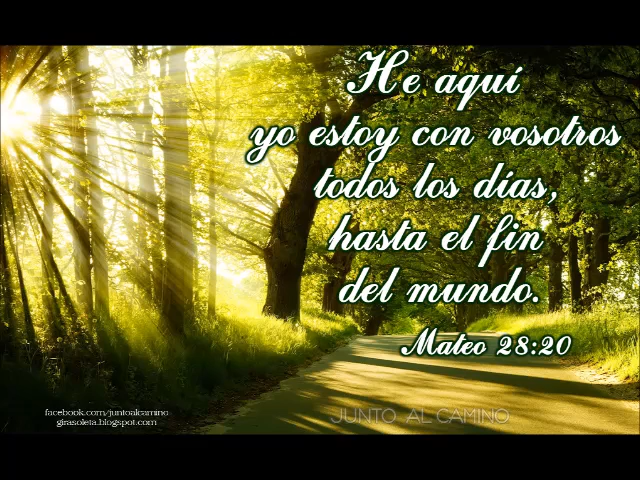 He aquí
yo estoy con vosotros
todos los días,
hasta el fin
del mundo.
Mateo 28:20
JUNTO AL CAMINO
facebook.com/juntoalcamino
girasoleta.blogspot.com